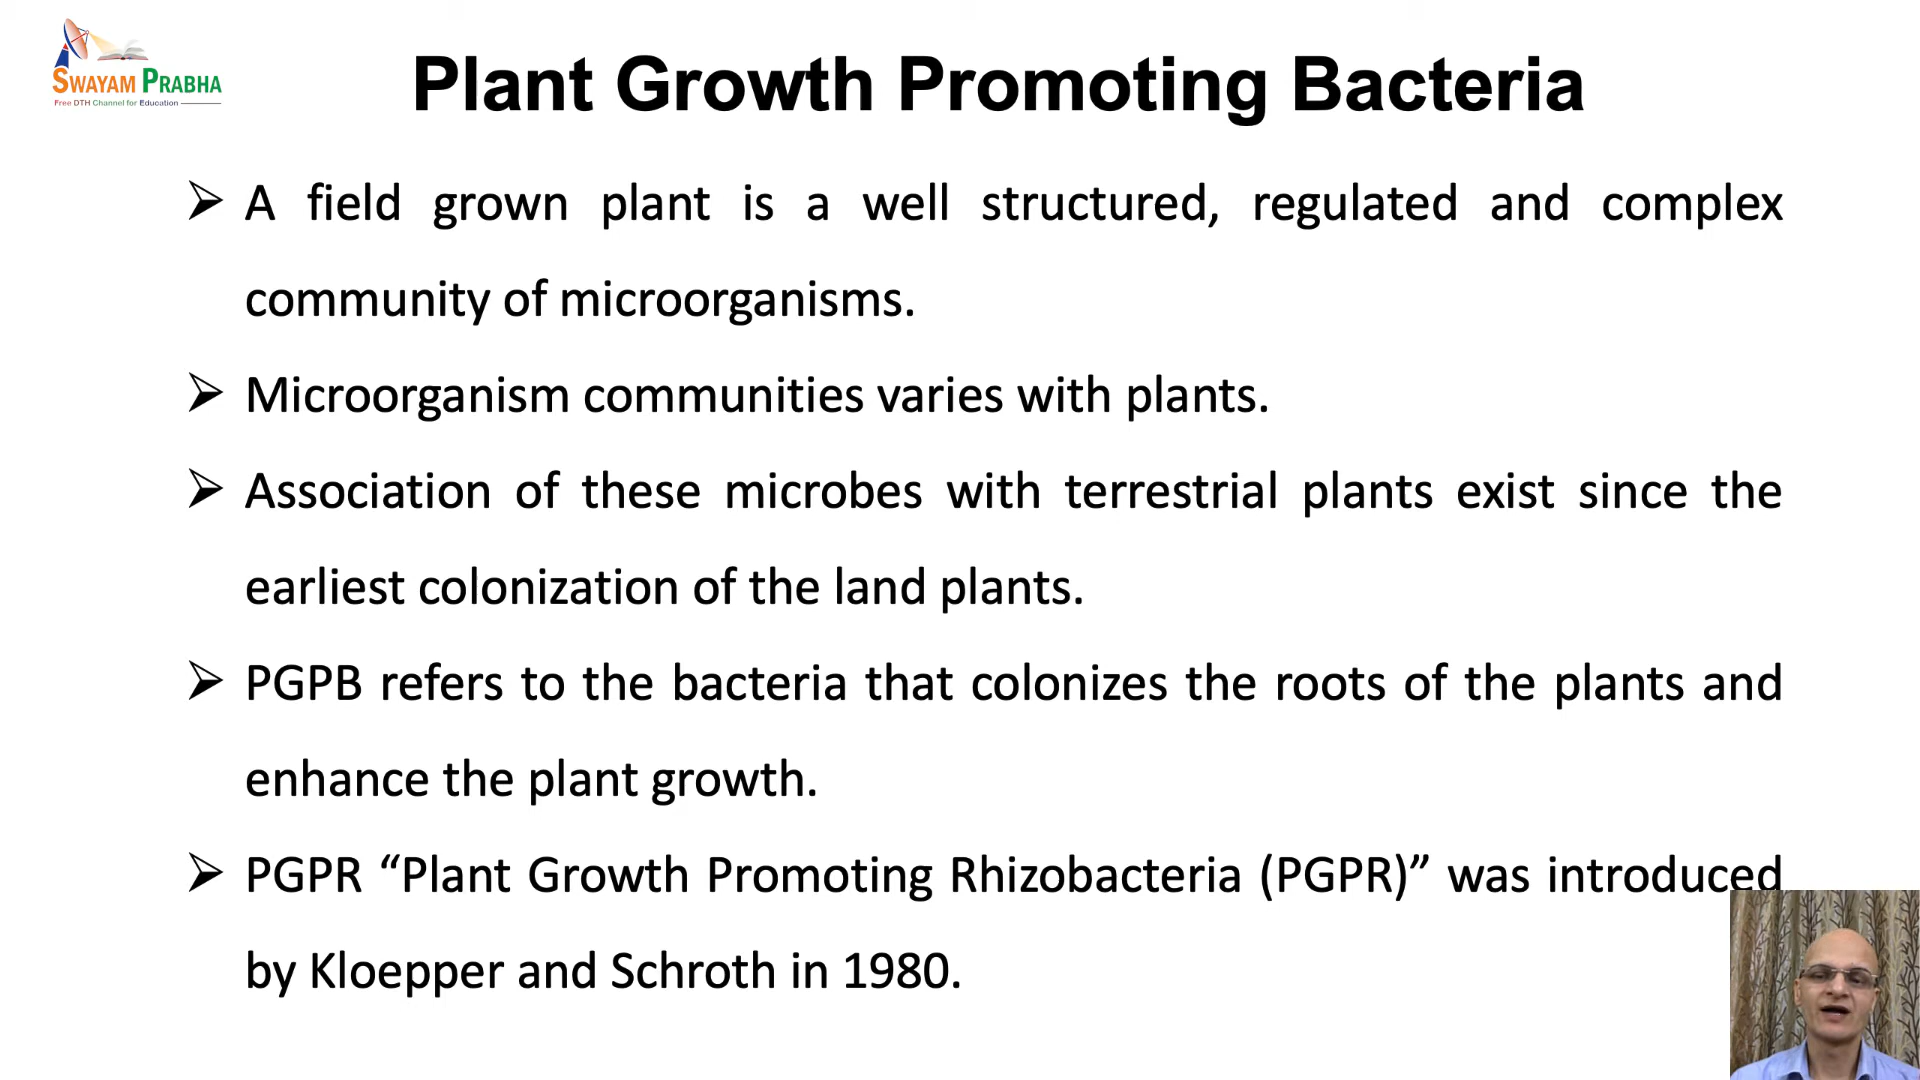 SWAYAM PRABHA
Free DTH Channel for Education
Plant Growth Promoting Bacteria
➢ A field grown plant is a well structured, regulated and complex
community of microorganisms.
➢ Microorganism communities varies with plants.
➢ Association of these microbes with terrestrial plants exist since the
earliest colonization of the land plants.
➢ PGPB refers to the bacteria that colonizes the roots of the plants and
enhance the plant growth.
➢ PGPR “Plant Growth Promoting Rhizobacteria (PGPR)” was introduced
by Kloepper and Schroth in 1980.